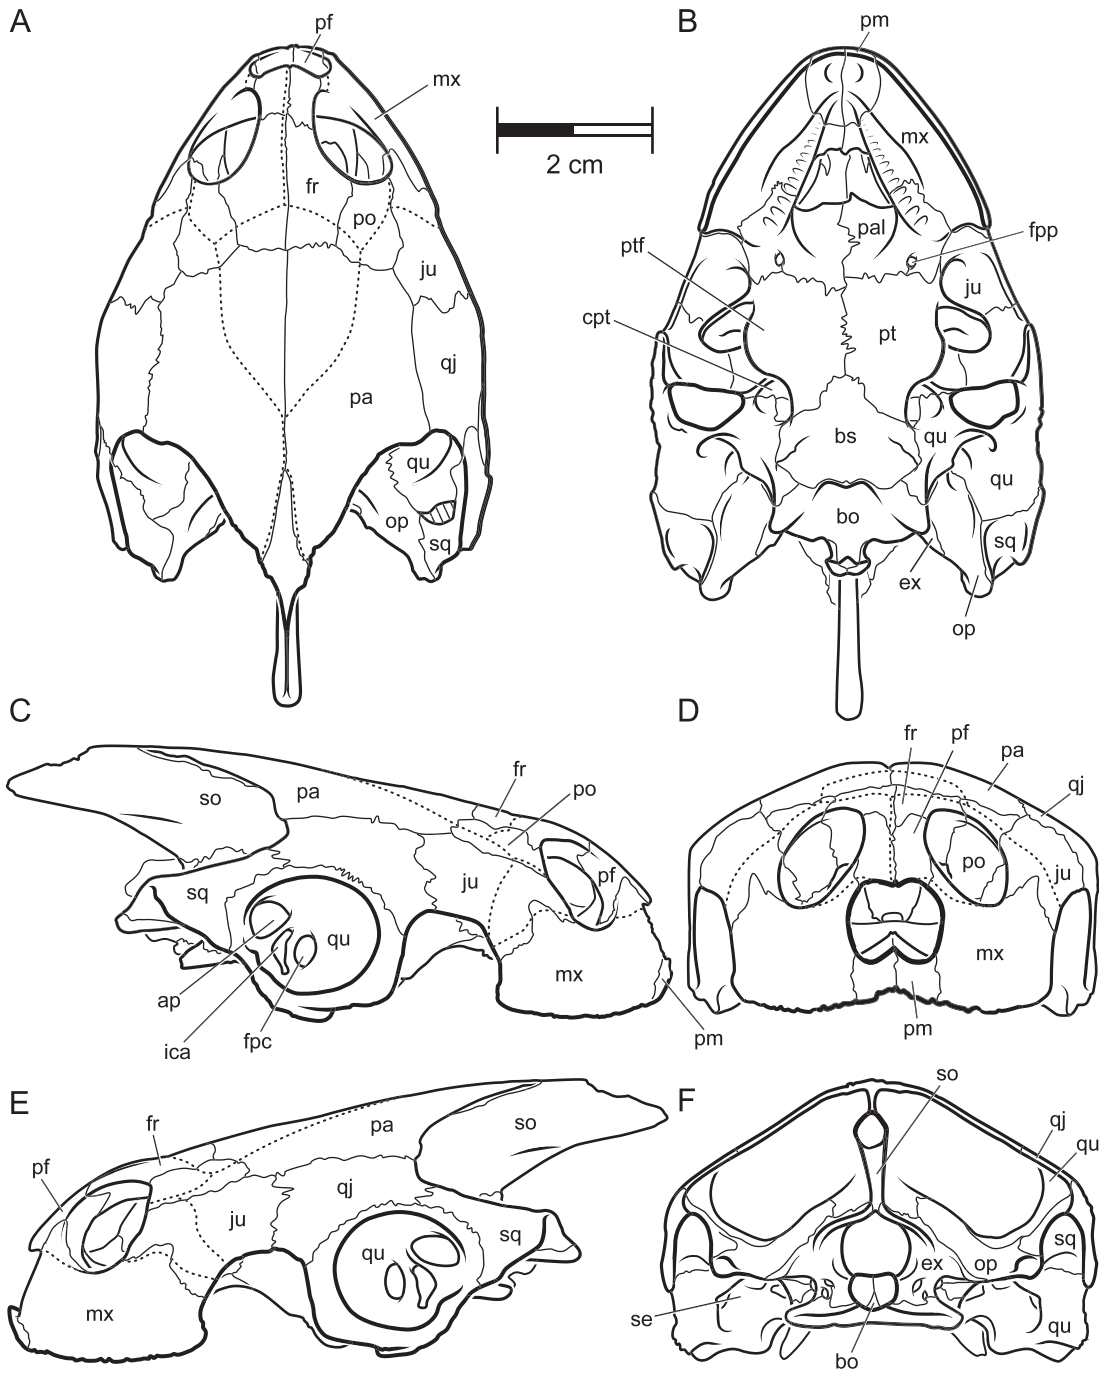 A
pf
mx
fr
po
ju
qj
pa
qu
op
sq
2 cm
B
pm
mx
pal
fpp
ptf
ju
cpt
pt
bs
qu
qu
bo
sq
ex
op
C
fr
po
so
pa
pf
ju
sq
qu
mx
ap
ica
fpc
pm
D
fr
pf
pa
qj
po
ju
mx
pm
E
fr
pa
so
pf
qj
ju
sq
qu
mx
F
so
qj
qu
sq
ex
op
se
qu
bo